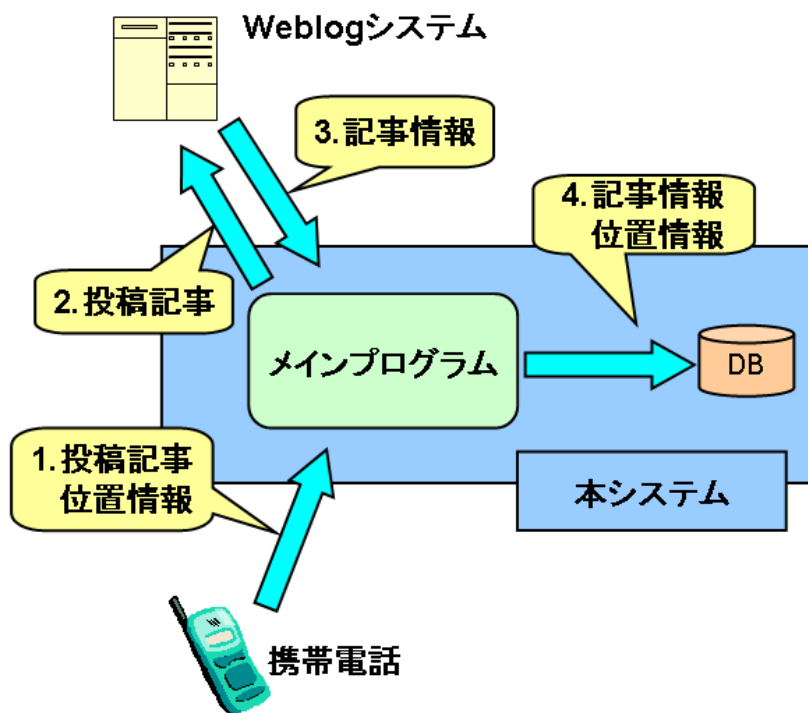 Weblogシステム
3.記事情報
4.記事情報
位置情報
2.投稿記事
メインプログラム
DB
1.投稿記事
位置情報
本システム
携帯電話